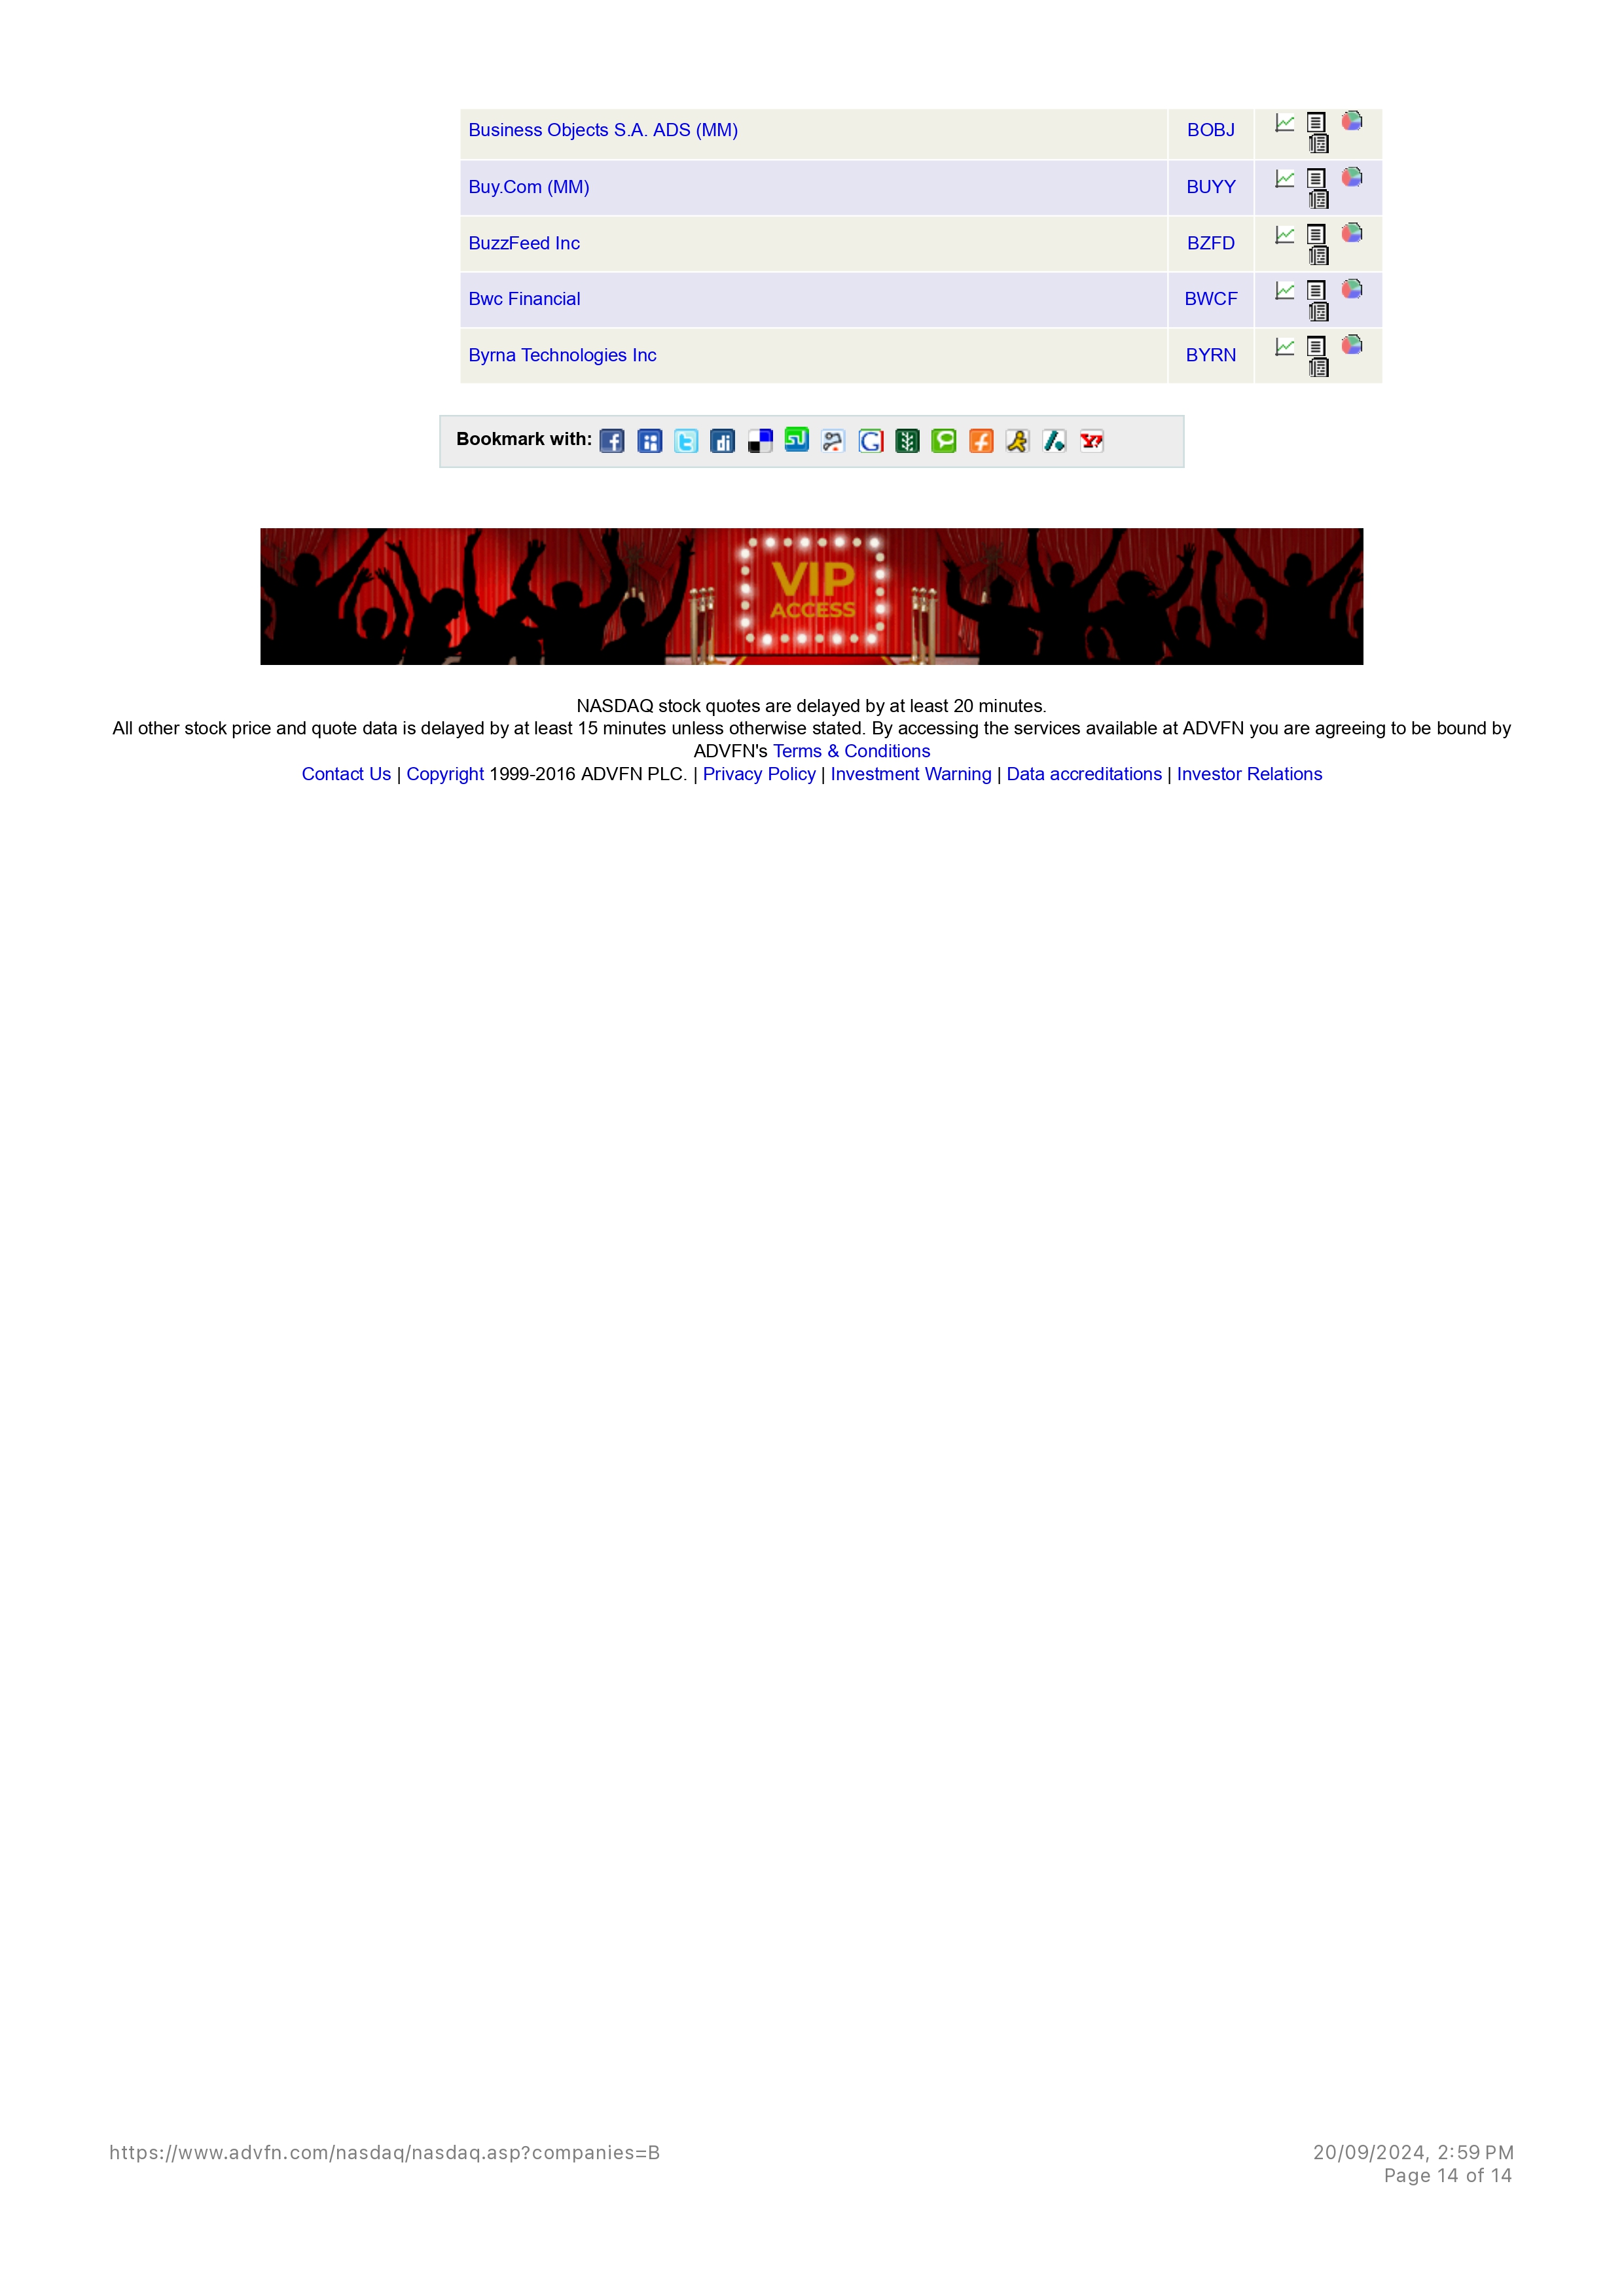 Business Objects S.A. ADS (MM) BOBJ
Buy.Com (MM) BUYY
BuzzFeed Inc BZFD
Bwc Financial BWCF
Byrna Technologies Inc BYRN
Bookmark with:
VIP
ACCESS
NASDAQ stock quotes are delayed by at least 20 minutes.
All other stock price and quote data is delayed by at least 15 minutes unless otherwise stated. By accessing the services available at ADVFN you are agreeing to be bound by
ADVFN's Terms & Conditions
Contact Us | Copyright 1999-2016 ADVFN PLC. | Privacy Policy | Investment Warning | Data accreditations | Investor Relations
https://www.advfn.com/nasdaq/nasdaq.asp?companies=B 20/09/2024, 2:59 PM
Page 14 of 14